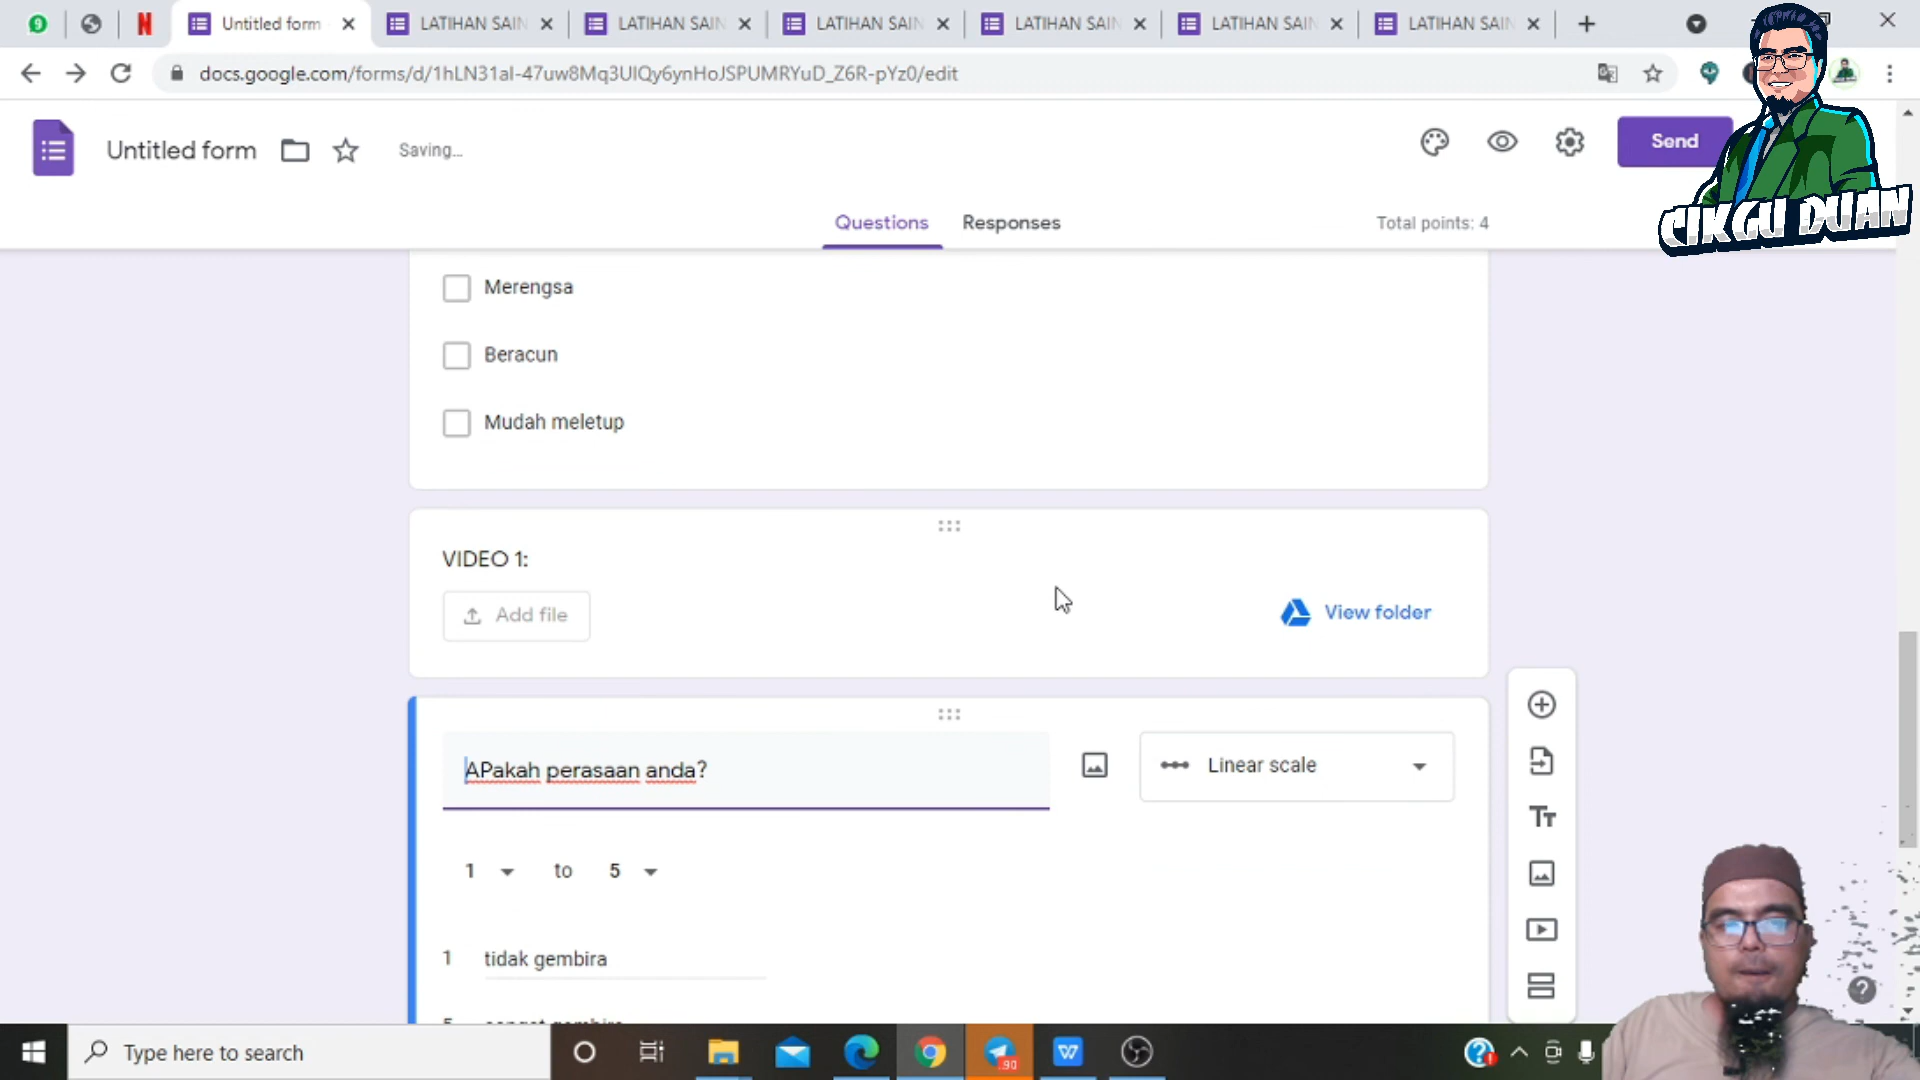 Untitled form
LATIHAN SAIN
LATIHAN SAIN
LATIHAN SAIN
LATIHAN SAIN
LATIHAN SAIN
LATIHAN SAIN
docs.google.com/forms/d/1hLN31aI-47uw8Mq3UlQy6ynHoJSPUMRYuD_Z6R-pYz0/edit
Untitled form
Saving...
Send
CIKGU DUAN
Questions
Responses
Total points: 4
Merengsa
Beracun
Mudah meletup
VIDEO 1:
Add file
View folder
APakah perasaan anda?
Linear scale
1 to 5
1 tidak gembira
Type here to search
.90